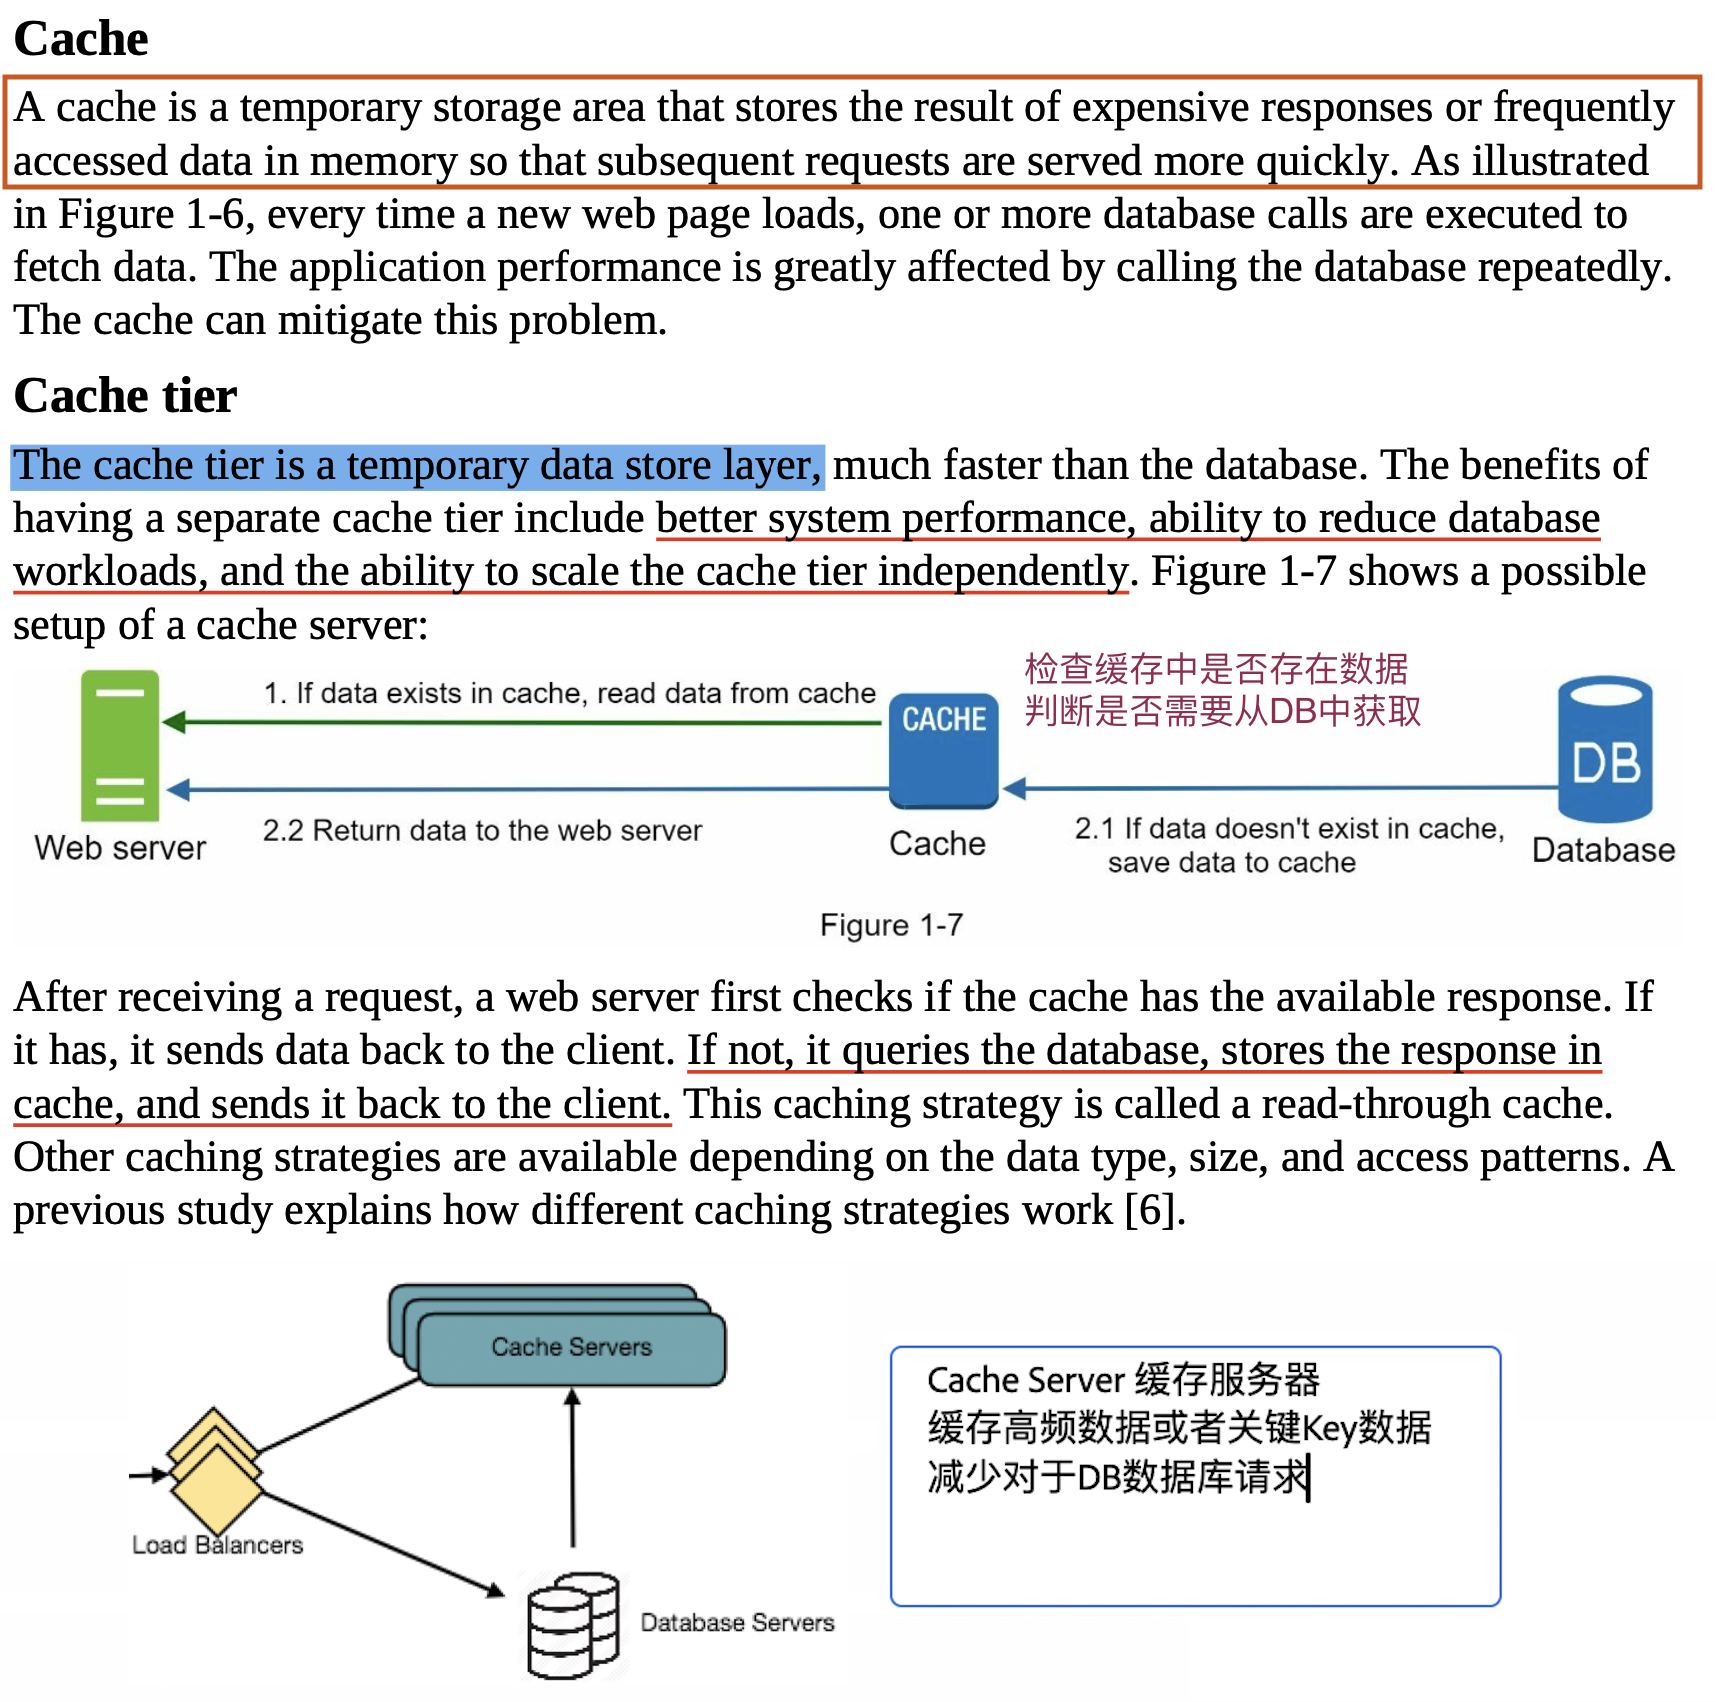 Cache
A cache is a temporary storage area that stores the result of expensive responses or frequently
accessed data in memory so that subsequent requests are served more quickly. As illustrated
in Figure 1-6, every time a new web page loads, one or more database calls are executed to
fetch data. The application performance is greatly affected by calling the database repeatedly.
The cache can mitigate this problem.
Cache tier
The cache tier is a temporary data store layer, much faster than the database. The benefits of
having a separate cache tier include better system performance, ability to reduce database
workloads, and the ability to scale the cache tier independently. Figure 1-7 shows a possible
setup of a cache server:
1. If data exists in cache, read data from cache
CACHE
检查缓存中是否存在数据
判断是否需要从DB中获取
DB
2.2 Return data to the web server
2.1 If data doesn't exist in cache,
save data to cache
Web server
Cache
Database
Figure 1-7
After receiving a request, a web server first checks if the cache has the available response. If
it has, it sends data back to the client. If not, it queries the database, stores the response in
cache, and sends it back to the client. This caching strategy is called a read-through cache.
Other caching strategies are available depending on the data type, size, and access patterns. A
previous study explains how different caching strategies work [6].
Cache Servers
Load Balancers
Database Servers
Cache Server 缓存服务器
缓存高频数据或者关键Key数据
减少对于DB数据库请求